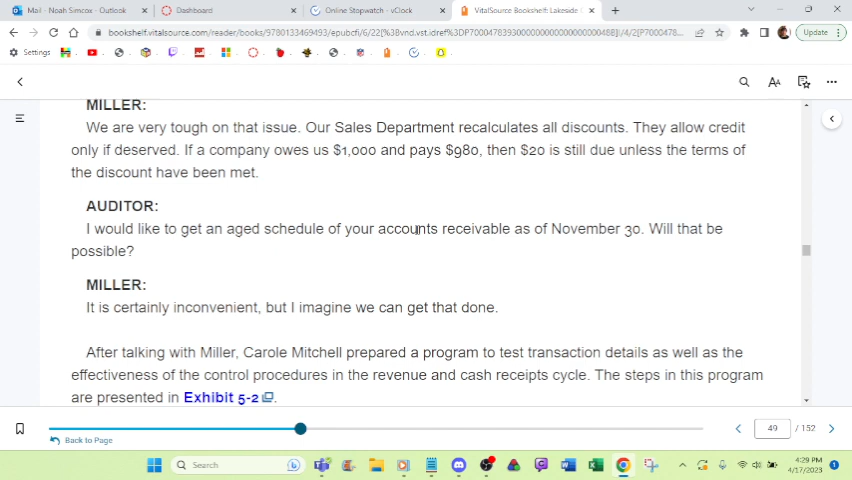 Mail - Noah Simcox - Outlook
Dashboard
Online Stopwatch - vClock
VitalSource Bookshelf: Lakeside
bookshelf.vitalsource.com/reader/books/9780133469493/epubcfi/6/22[%3Bvnd.vst.idref%3DP70004783930000000000000000048B]!/4/2[P7000478...
Update
Settings
MILLER:
We are very tough on that issue. Our Sales Department recalculates all discounts. They allow credit
only if deserved. If a company owes us $1,000 and pays $980, then $20 is still due unless the terms of
the discount have been met.
AUDITOR:
I would like to get an aged schedule of your accounts receivable as of November 30. Will that be
possible?
MILLER:
It is certainly inconvenient, but I imagine we can get that done.
After talking with Miller, Carole Mitchell prepared a program to test transaction details as well as the
effectiveness of the control procedures in the revenue and cash receipts cycle. The steps in this program
are presented in Exhibit 5-2.
49 / 152
Back to Page
Search
4:29 PM
4/17/2023